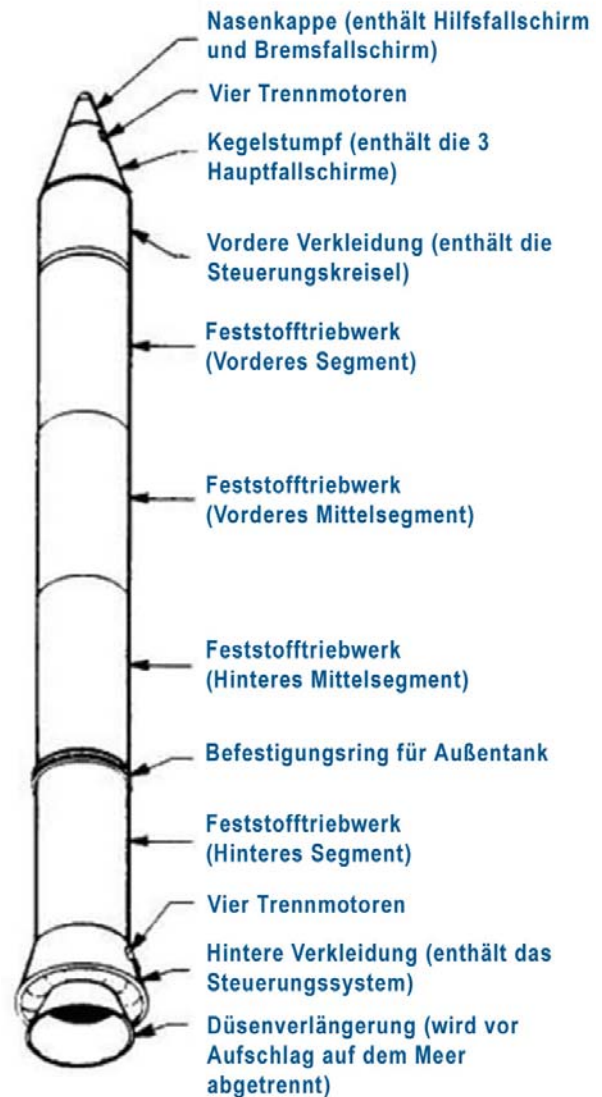 Nasenkappe (enthält Hilfsfallschirm
und Bremsfallschirm)
Vier Trennmotoren
Kegelstumpf (enthält die 3
Hauptfallschirme)
Vordere Verkleidung (enthält die
Steuerungskreisel)
Feststofftriebwerk
(Vorderes Segment)
Feststofftriebwerk
(Vorderes Mittelsegment)
Feststofftriebwerk
(Hinteres Mittelsegment)
Befestigungsring für Außentank
Feststofftriebwerk
(Hinteres Segment)
Vier Trennmotoren
Hintere Verkleidung (enthält das
Steuerungssystem)
Düsenverlängerung (wird vor
Aufschlag auf dem Meer
abgetrennt)